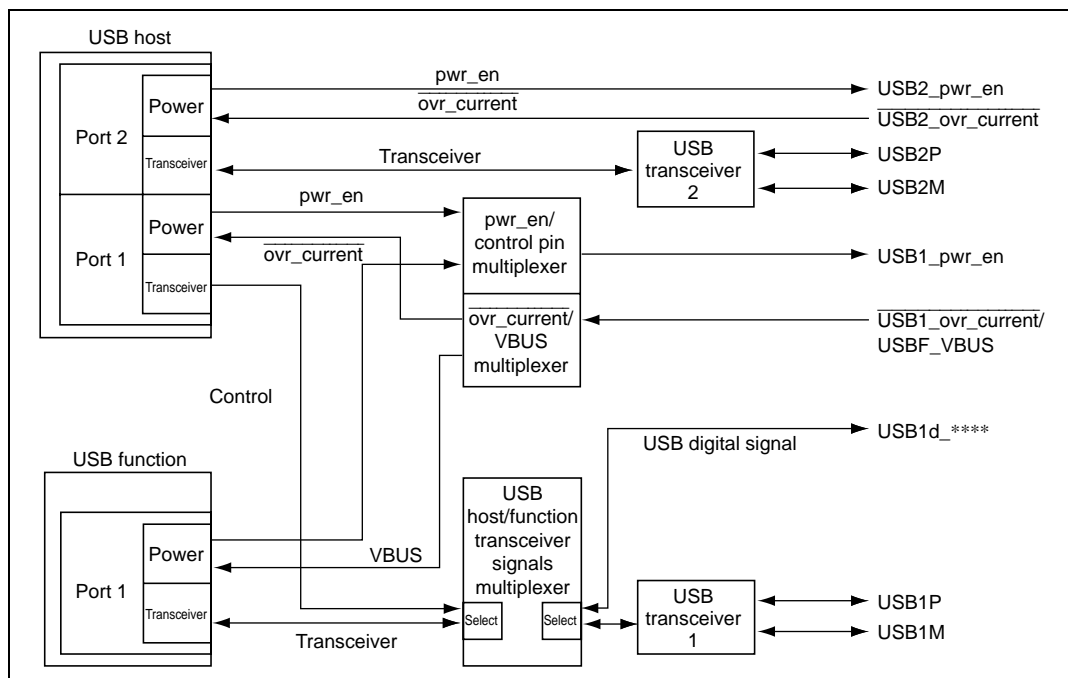 USB host
Port 2
Power
Transceiver
Port 1
Power
Transceiver
pwr_en
ovr_current
Transceiver
USB
transceiver
2
USB2_pwr_en
USB2_ovr_current
USB2P
USB2M
pwr_en
ovr_current
pwr_en/
control pin
multiplexer
ovr_current/
VBUS
multiplexer
USB1_pwr_en
USB1_ovr_current/
USBF_VBUS
Control
USB digital signal
USB1d_****
USB function
Port 1
Power
Transceiver
VBUS
Transceiver
USB
host/function
transceiver
signals
multiplexer
Select
Select
USB
transceiver
1
USB1P
USB1M